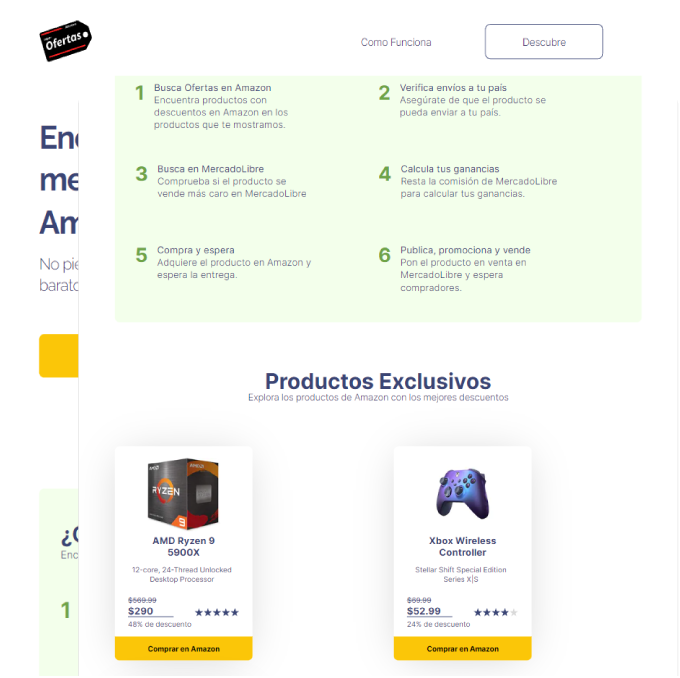 Ofertas
Como Funciona
Descubre
1 Busca Ofertas en Amazon
Encuentra productos con
descuentos en Amazon en los
productos que te mostramos.
2 Verifica envíos a tu país
Asegúrate de que el producto se
pueda enviar a tu país.
3 Busca en MercadoLibre
Comprueba si el producto se
vende más caro en MercadoLibre
4 Calcula tus ganancias
Resta la comisión de MercadoLibre
para calcular tus ganancias.
5 Compra y espera
Adquiere el producto en Amazon y
espera la entrega.
6 Publica, promociona y vende
Pon el producto en venta en
MercadoLibre y espera
compradores.
Productos Exclusivos
Explora los productos de Amazon con los mejores descuentos
AMD
RYZEN
9
AMD Ryzen 9
5900X
12-core, 24-Thread Unlocked
Desktop Processor
$569.99
$290
48% de descuento
Comprar en Amazon
Xbox Wireless
Controller
Stellar Shift Special Edition
Series X|S
$69.99
$52.99
24% de descuento
Comprar en Amazon
No pie
1